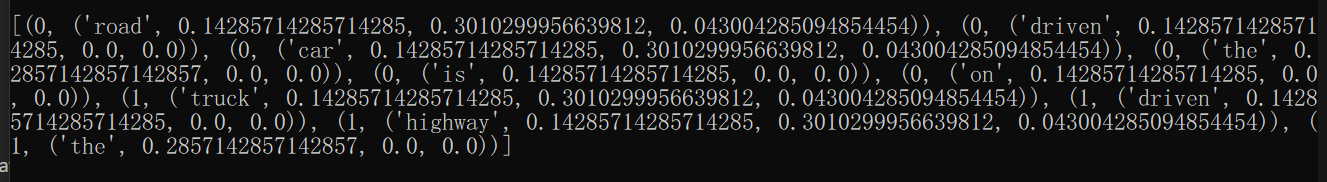 [(0, ('road', 0.14285714285714285, 0.3010299956639812, 0.043004285094854454)), (0, ('driven', 0.1428571428571
4285, 0.0, 0.0)), (0, ('car', 0.14285714285714285, 0.3010299956639812, 0.043004285094854454)), (0, ('the', 0.
2857142857142857, 0.0, 0.0)), (0, ('is', 0.14285714285714285, 0.0, 0.0)), (0, ('on', 0.14285714285714285, 0.0
, 0.0)), (1, ('truck', 0.14285714285714285, 0.3010299956639812, 0.043004285094854454)), (1, ('driven', 0.1428
5714285714285, 0.0, 0.0)), (1, ('highway', 0.14285714285714285, 0.3010299956639812, 0.043004285094854454)), (
1, ('the', 0.2857142857142857, 0.0, 0.0))]
a